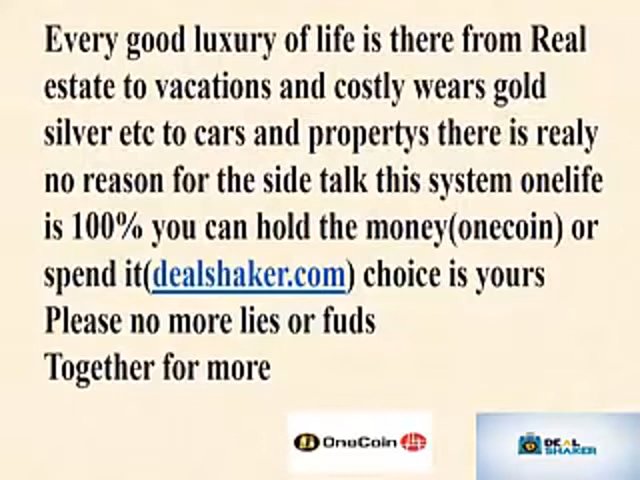 Every good luxury of life is there from Real
estate to vacations and costly wears gold
silver etc to cars and propertys there is realy
no reason for the side talk this system onelife
is 100% you can hold the money(onecoin) or
spend it(dealshaker.com) choice is yours
Please no more lies or fuds
Together for more
OneCoin
DEAL
SHAKER